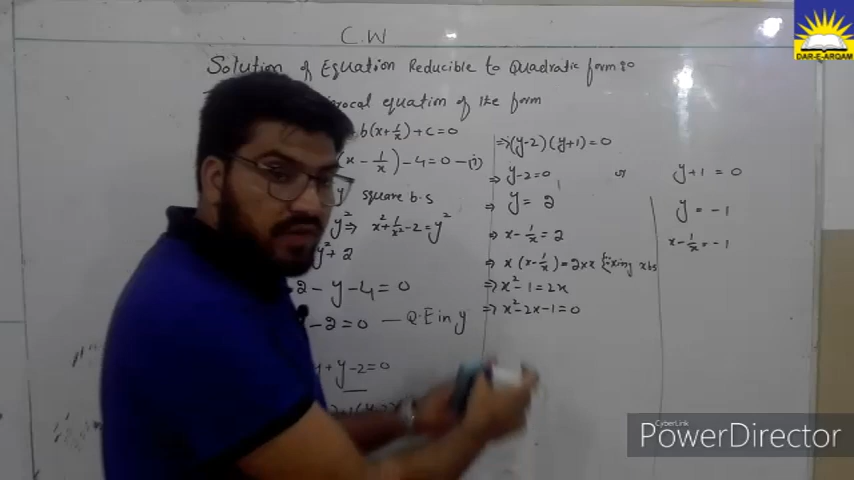 C.W
Solution of Equation Reducible to Quadratic form
rocal equation of the form
b(x+1/x)+c=0
(x-1/x)-4=0 -(i)
square b.s
y² ⇒ x²+1/x²-2=y²
y²+2
2-y-4=0
y-2=0 — Q.E in y
y+y-2=0
⇒(y-2)(y+1)=0
⇒ y-2=0 or y+1=0
⇒ y=2
y=-1
⇒ x-1/x=2
x-1/x=-1
⇒ x(x-1/x)=2xx
⇒ x²-1=2x
⇒ x²-2x-1=0
DAR-E-ARQAM
CyberLink
PowerDirector